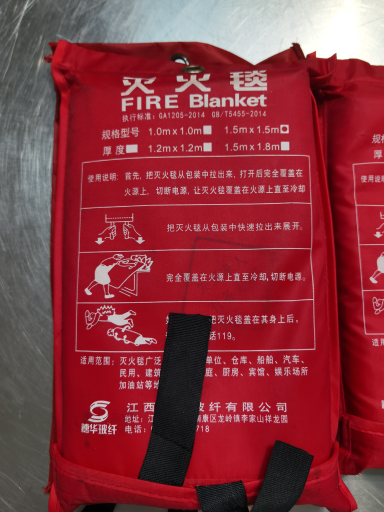 灭火毯
FIRE Blanket
执行标准: GA1205-2014 GB/T5455-2014
规格型号 1.0m x 1.0m 1.5m x 1.5m
厚度 1.2m x 1.2m 1.5m x 1.8m
使用说明: 首先, 把灭火毯从包装中拉出来, 打开后完全覆盖在
火源上. 切断电源, 让灭火毯覆盖在火源上直至冷却
把灭火毯从包装中快速拉出来展开.
完全覆盖在火源上直至冷却, 切断电源.
把灭火毯盖在其身上后,
话119.
适用范围: 灭火毯广泛 单位、仓库、船舶、汽车、
民用、建筑 庭、厨房、宾馆、娱乐场所
加油站等
德华玻纤 江西 玻纤有限公司
地址: 江 南康区龙岭镇李家山祥龙园
电话: 718